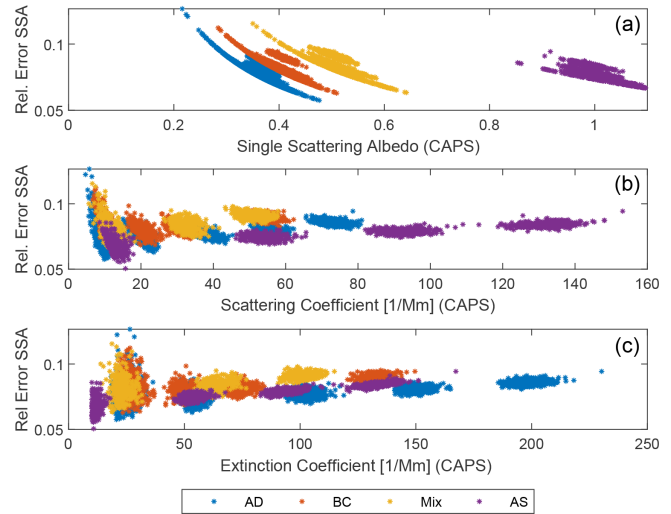 (a)
Rel. Error SSA
0.1
0.05
0 0.2 0.4 0.6 0.8 1
Single Scattering Albedo (CAPS)
(b)
Rel. Error SSA
0.1
0.05
0 20 40 60 80 100 120 140 160
Scattering Coefficient [1/Mm] (CAPS)
(c)
Rel Error SSA
0.1
0.05
0 50 100 150 200 250
Extinction Coefficient [1/Mm] (CAPS)
AD BC Mix AS